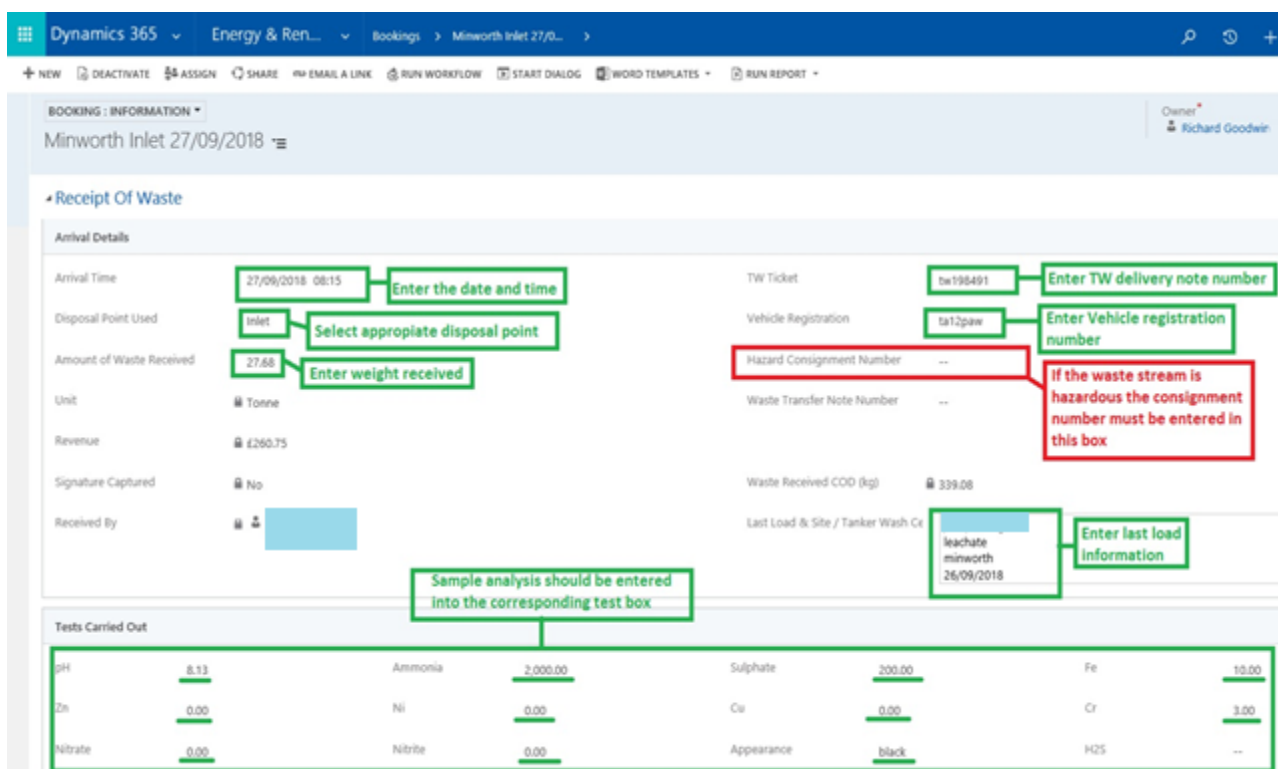 Dynamics 365 Energy & Ren... Bookings > Minworth Inlet 27/0... >
+ NEW DEACTIVATE ASSIGN SHARE EMAIL A LINK RUN WORKFLOW START DIALOG WORD TEMPLATES RUN REPORT
BOOKING : INFORMATION
Minworth Inlet 27/09/2018
Owner*
Richard Goodwin
Receipt Of Waste
Arrival Details
Arrival Time 27/09/2018 08:15 Enter the date and time TW Ticket tw198491 Enter TW delivery note number
Disposal Point Used Inlet Select appropiate disposal point Vehicle Registration ta12paw Enter Vehicle registration
number
Amount of Waste Received 27.68 Enter weight received Hazard Consignment Number --
If the waste stream is
hazardous the consignment
number must be entered in
this box
Unit Tonne Waste Transfer Note Number --
Revenue £260.75
Signature Captured No Waste Received COD (kg) 339.08
Received By Last Load & Site / Tanker Wash Ce
leachate
minworth
26/09/2018
Enter last load
information
Sample analysis should be entered
into the corresponding test box
Tests Carried Out
pH 8.13 Ammonia 2,000.00 Sulphate 200.00 Fe 10.00
Zn 0.00 Ni 0.00 Cu 0.00 Cr 3.00
Nitrate 0.00 Nitrite 0.00 Appearance black H2S --